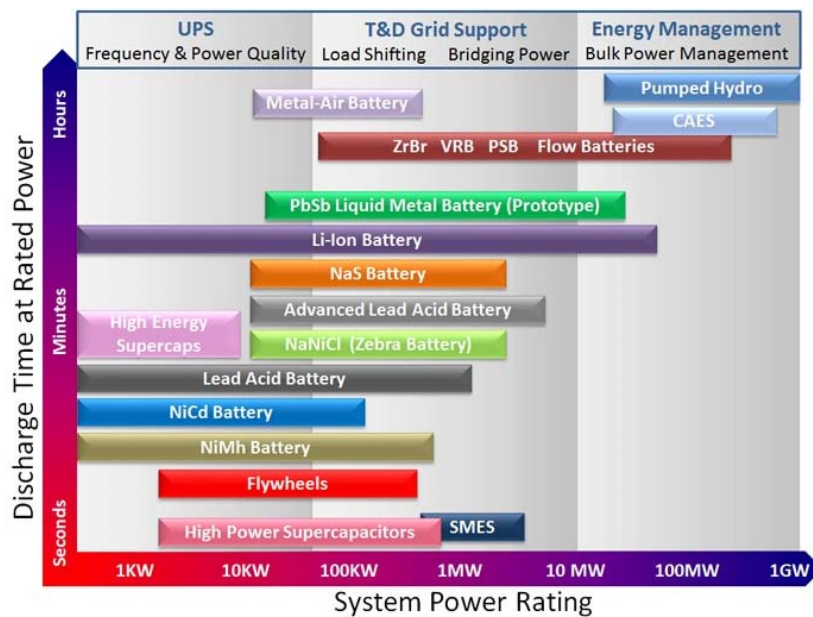 UPS
Frequency & Power Quality
T&D Grid Support
Load Shifting Bridging Power
Energy Management
Bulk Power Management
Discharge Time at Rated Power
Hours
Minutes
Seconds
Pumped Hydro
Metal-Air Battery
CAES
ZrBr VRB PSB Flow Batteries
PbSb Liquid Metal Battery (Prototype)
Li-Ion Battery
NaS Battery
Advanced Lead Acid Battery
High Energy
Supercaps
NaNiCl (Zebra Battery)
Lead Acid Battery
NiCd Battery
NiMh Battery
Flywheels
High Power Supercapacitors
SMES
1KW 10KW 100KW 1MW 10 MW 100MW 1GW
System Power Rating